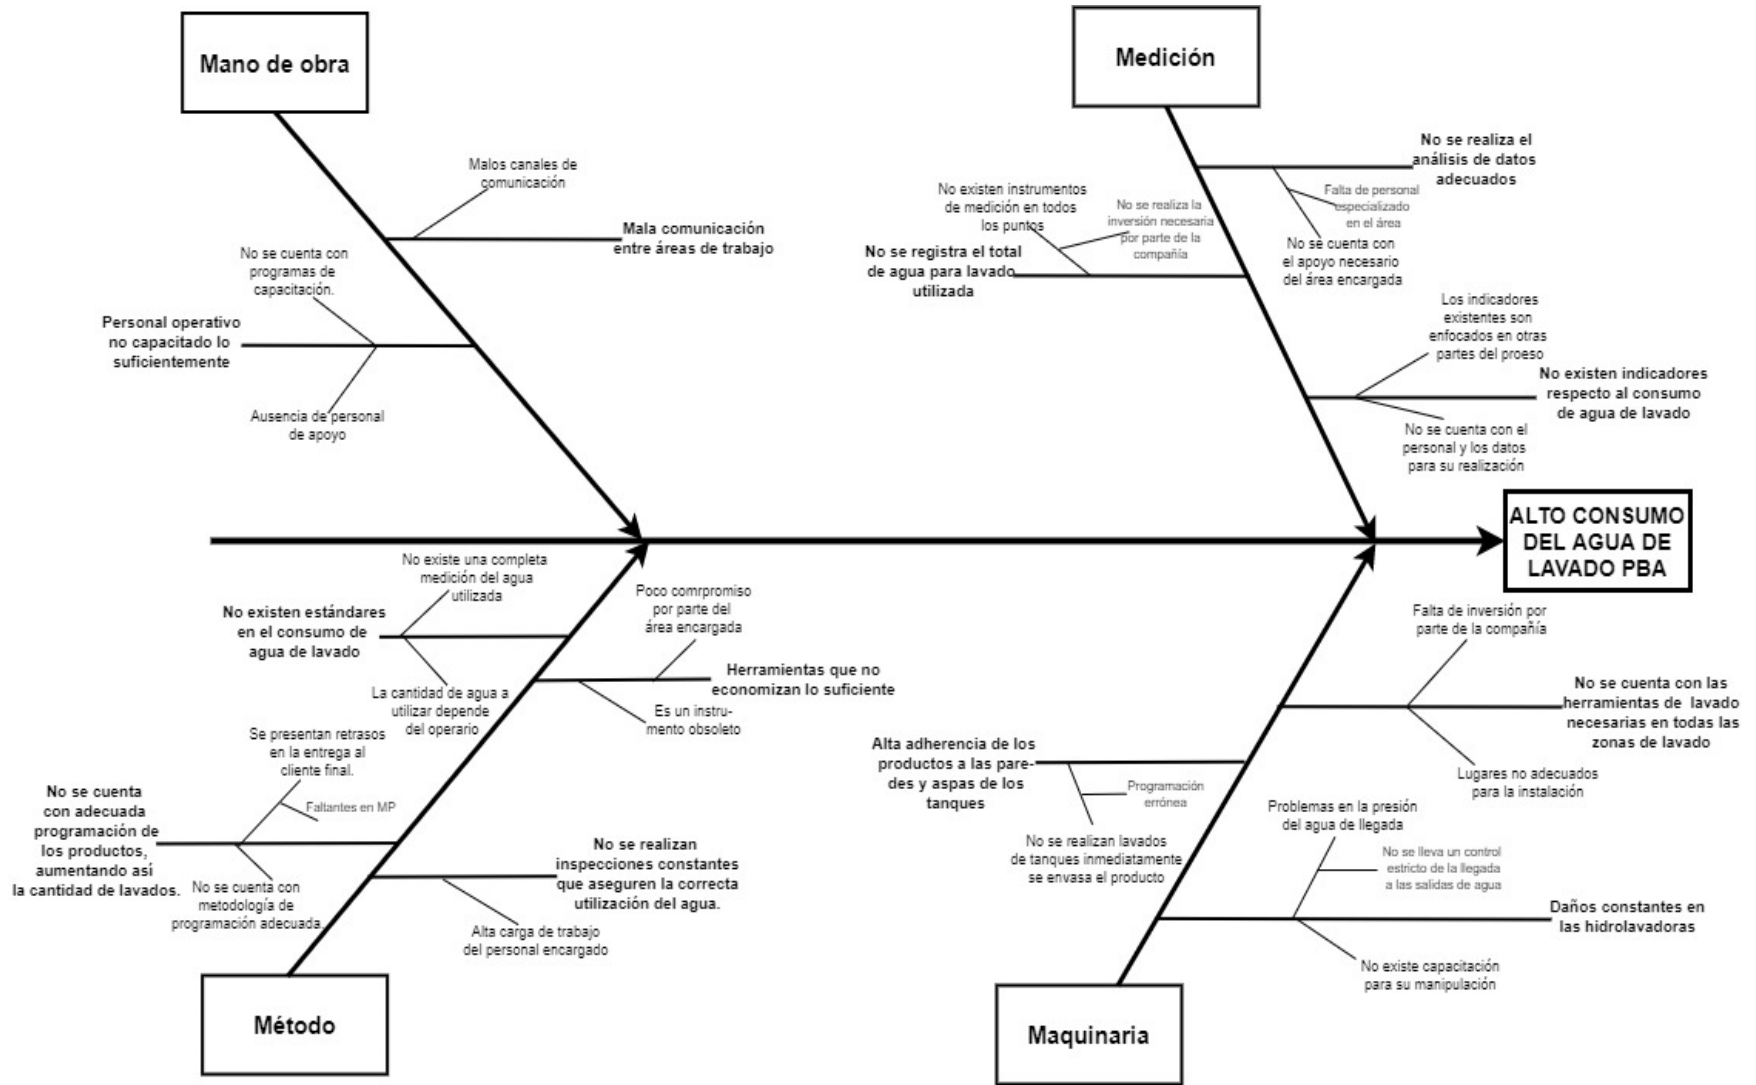 Mano de obra
Malos canales de
comunicación
Mala comunicación
entre áreas de trabajo
No se cuenta con
programas de
capacitación.
Personal operativo
no capacitado lo
suficientemente
Ausencia de personal
de apoyo
Medición
No se realiza el
análisis de datos
adecuados
Falta de personal
especializado
en el área
No se cuenta con
el apoyo necesario
del área encargada
No existen instrumentos
de medición en todos
los puntos
No se realiza la
inversión necesaria
por parte de la
compañía
No se registra el total
de agua para lavado
utilizada
Los indicadores
existentes son
enfocados en otras
partes del proeso
No existen indicadores
respecto al consumo
de agua de lavado
No se cuenta con el
personal y los datos
para su realización
ALTO CONSUMO
DEL AGUA DE
LAVADO PBA
No existe una completa
medición del agua
utilizada
No existen estándares
en el consumo de
agua de lavado
La cantidad de agua a
utilizar depende
del operario
Poco comrpromiso
por parte del
área encargada
Herramientas que no
economizan lo suficiente
Es un instru-
mento obsoleto
Se presentan retrasos
en la entrega al
cliente final.
Faltantes en MP
No se cuenta
con adecuada
programación de
los productos,
aumentando así
la cantidad de lavados.
No se cuenta con
metodología de
programación adecuada.
No se realizan
inspecciones constantes
que aseguren la correcta
utilización del agua.
Alta carga de trabajo
del personal encargado
Método
Falta de inversión por
parte de la compañía
No se cuenta con las
herramientas de lavado
necesarias en todas las
zonas de lavado
Lugares no adecuados
para la instalación
Alta adherencia de los
productos a las pare-
des y aspas de los
tanques
Programación
errónea
No se realizan lavados
de tanques inmediatamente
se envasa el producto
Problemas en la presión
del agua de llegada
No se lleva un control
estricto de la llegada
a las salidas de agua
Daños constantes en
las hidrolavadoras
No existe capacitación
para su manipulación
Maquinaria